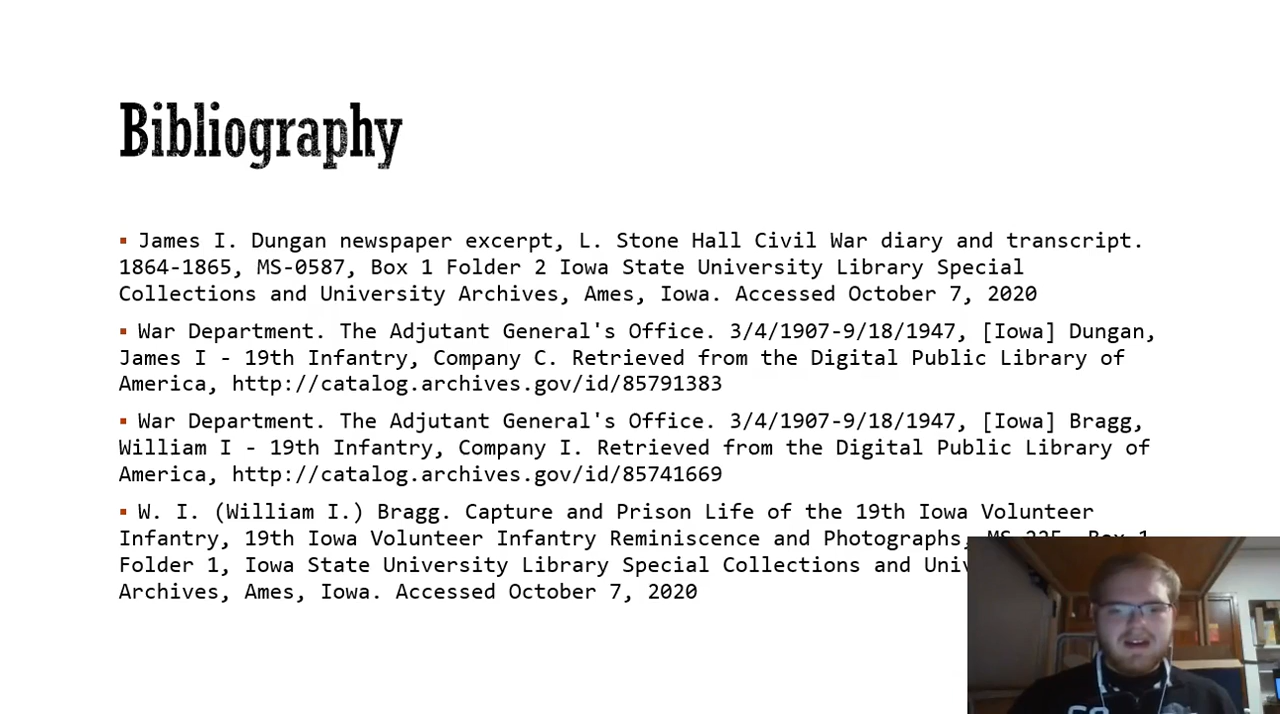 Bibliography
▪ James I. Dungan newspaper excerpt, L. Stone Hall Civil War diary and transcript.
1864-1865, MS-0587, Box 1 Folder 2 Iowa State University Library Special
Collections and University Archives, Ames, Iowa. Accessed October 7, 2020
▪ War Department. The Adjutant General's Office. 3/4/1907-9/18/1947, [Iowa] Dungan,
James I - 19th Infantry, Company C. Retrieved from the Digital Public Library of
America, http://catalog.archives.gov/id/85791383
▪ War Department. The Adjutant General's Office. 3/4/1907-9/18/1947, [Iowa] Bragg,
William I - 19th Infantry, Company I. Retrieved from the Digital Public Library of
America, http://catalog.archives.gov/id/85741669
▪ W. I. (William I.) Bragg. Capture and Prison Life of the 19th Iowa Volunteer
Infantry, 19th Iowa Volunteer Infantry Reminiscence and Photographs, MS 225, Box 1
Folder 1, Iowa State University Library Special Collections and
Archives, Ames, Iowa. Accessed October 7, 2020